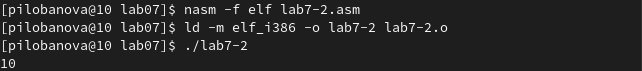 [pilobanova@10 lab07]$ nasm -f elf lab7-2.asm
[pilobanova@10 lab07]$ ld -m elf_i386 -o lab7-2 lab7-2.o
[pilobanova@10 lab07]$ ./lab7-2
10